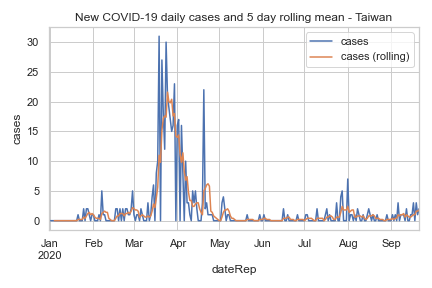 New COVID-19 daily cases and 5 day rolling mean - Taiwan
cases
cases (rolling)
30
25
20
15
10
5
0
cases
Jan Feb Mar Apr May Jun Jul Aug Sep
2020
dateRep